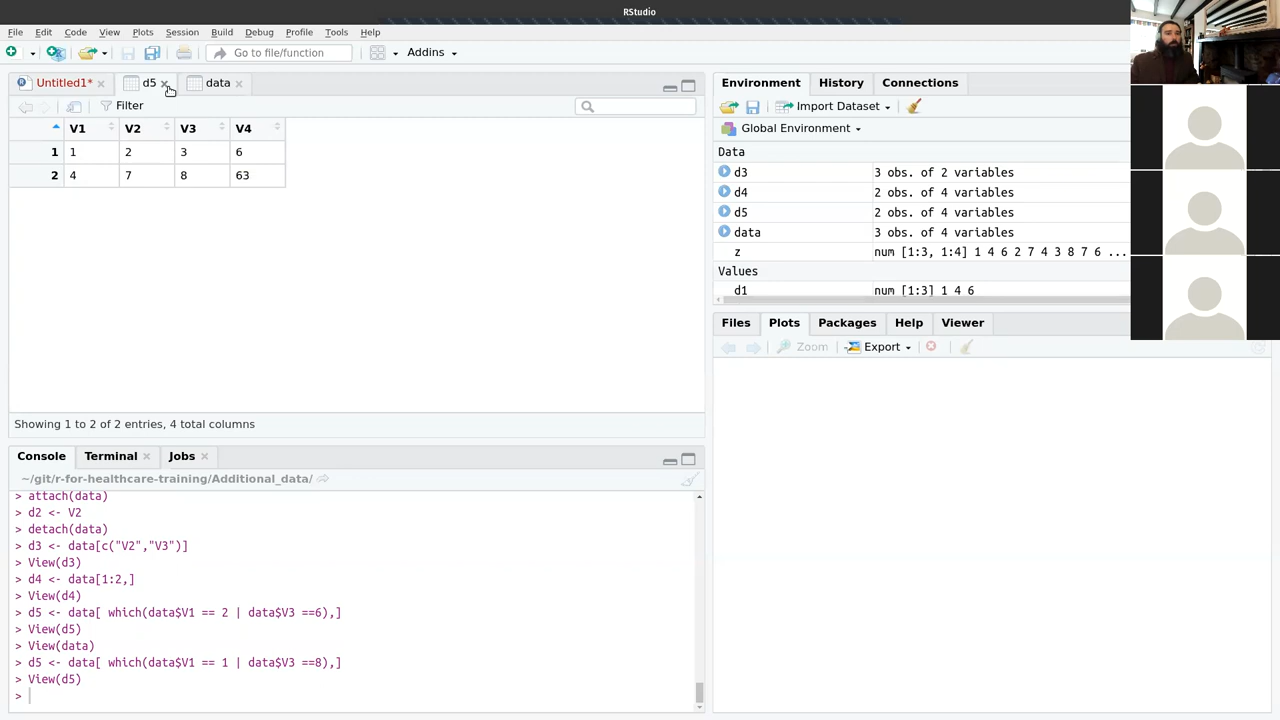 RStudio
File Edit Code View Plots Session Build Debug Profile Tools Help
Go to file/function Addins
Untitled1* d5 data
Filter
V1 V2 V3 V4
1 1 2 3 6
2 4 7 8 63
Showing 1 to 2 of 2 entries, 4 total columns
Console Terminal Jobs
~/git/r-for-healthcare-training/Additional_data/
> attach(data)
> d2 <- V2
> detach(data)
> d3 <- data[c("V2","V3")]
> View(d3)
> d4 <- data[1:2,]
> View(d4)
> d5 <- data[ which(data$V1 == 2 | data$V3 ==6),]
> View(d5)
> View(data)
> d5 <- data[ which(data$V1 == 1 | data$V3 ==8),]
> View(d5)
>
Environment History Connections
Import Dataset
Global Environment
Data
d3 3 obs. of 2 variables
d4 2 obs. of 4 variables
d5 2 obs. of 4 variables
data 3 obs. of 4 variables
z num [1:3, 1:4] 1 4 6 2 7 4 3 8 7 6 ...
Values
d1 num [1:3] 1 4 6
Files Plots Packages Help Viewer
Zoom Export